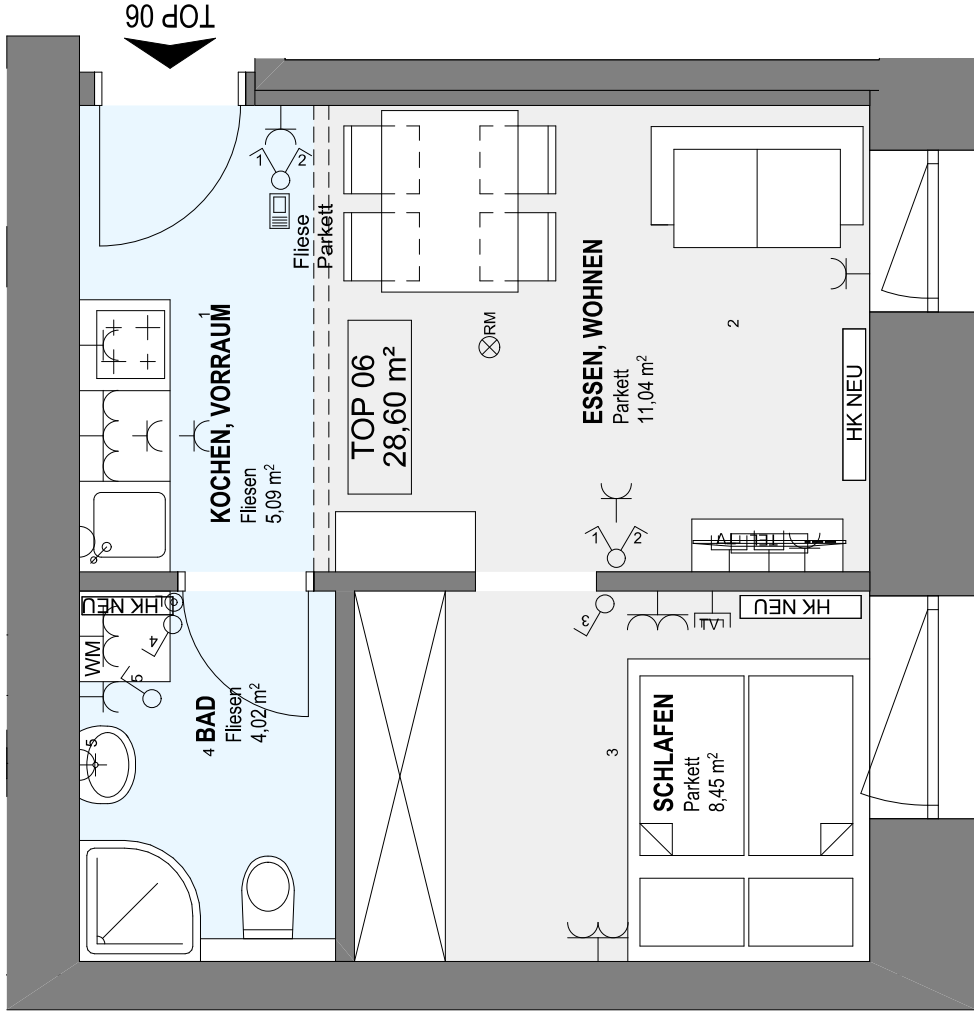 TOP 06
1
2
Fliese
Parkett
KOCHEN, VORRAUM
Fliesen
5,09 m²
1
TOP 06
28,60 m²
RM
ESSEN, WOHNEN
Parkett
11,04 m²
2
HK NEU
1
2
TEL
HK NEU
WM
4
5
5
BAD
Fliesen
4,02 m²
4
3
HK NEU
3
SCHLAFEN
Parkett
8,45 m²